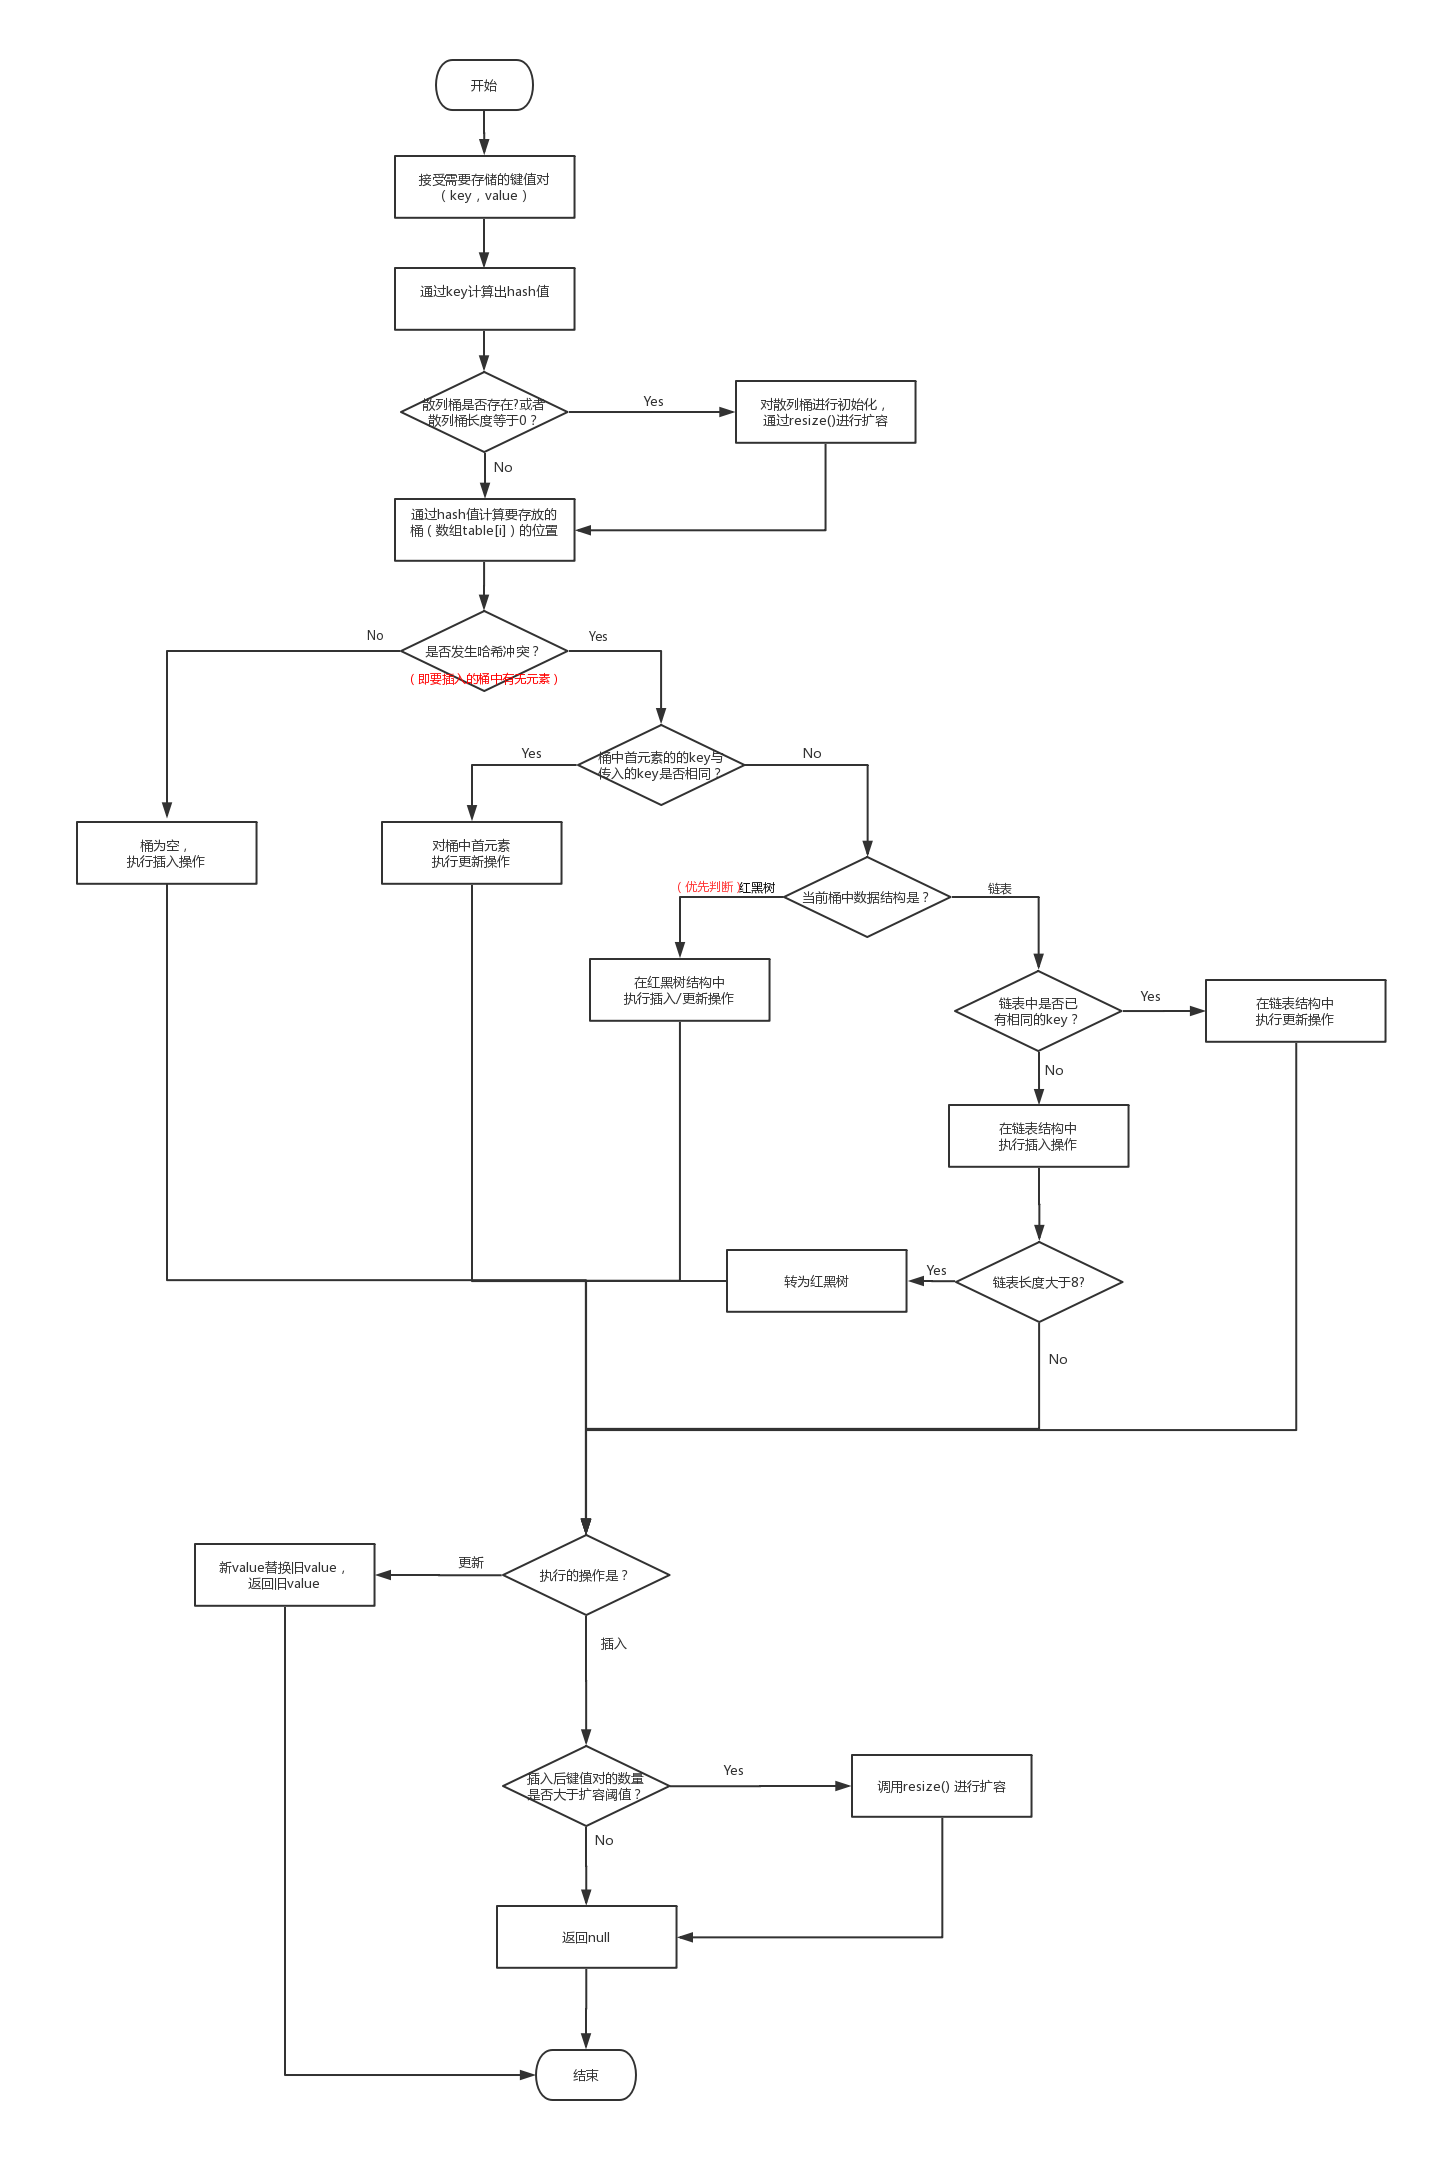 开始
接受需要存储的键值对
（key，value）
通过key计算出hash值
散列桶是否存在?或者
散列桶长度等于0？
Yes
对散列桶进行初始化，
通过resize()进行扩容
No
通过hash值计算要存放的
桶（数组table[i]）的位置
No
是否发生哈希冲突？
Yes
（即要插入的桶中有先元素）
Yes
桶中首元素的的key与
传入的key是否相同？
No
桶为空，
执行插入操作
对桶中首元素
执行更新操作
（优先判断）红黑树
当前桶中数据结构是？
链表
在红黑树结构中
执行插入/更新操作
链表中是否已
有相同的key？
Yes
在链表结构中
执行更新操作
No
在链表结构中
执行插入操作
转为红黑树
Yes
链表长度大于8?
No
新value替换旧value，
返回旧value
更新
执行的操作是？
插入
插入后键值对的数量
是否大于扩容阈值？
Yes
调用resize() 进行扩容
No
返回null
结束